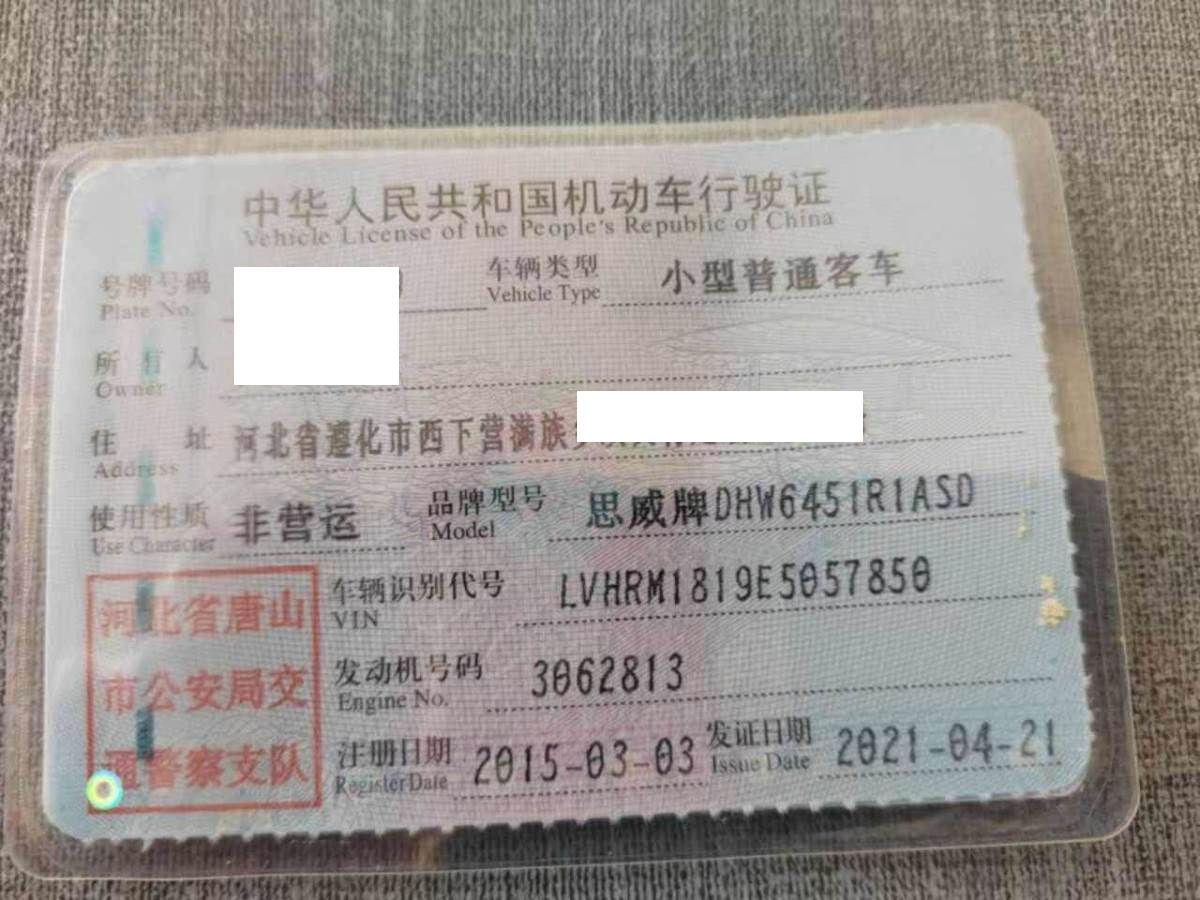 中华人民共和国机动车行驶证
Vehicle License of the People's Republic of China
号牌号码
Plate No.
车辆类型 小型普通客车
Vehicle Type
所有人
Owner
住址 河北省遵化市西下营满族
Address
使用性质 非营运
Use Character
品牌型号 思威牌DHW6451R1ASD
Model
河北省唐山
市公安局交
通警察支队
车辆识别代号 LVHRM1819E5057850
VIN
发动机号码 3062813
Engine No.
注册日期 2015-03-03
Register Date
发证日期 2021-04-21
Issue Date